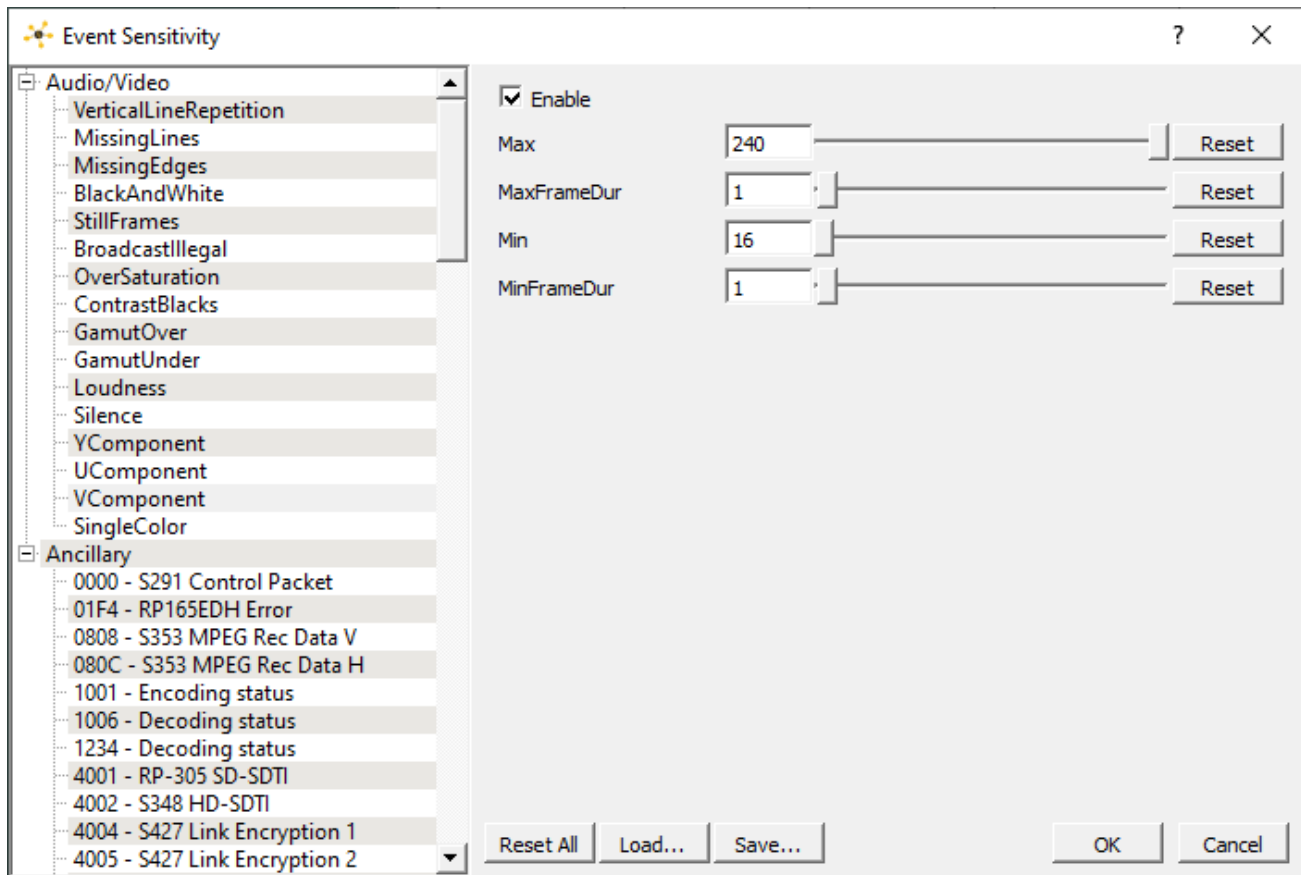 Event Sensitivity
?
Audio/Video
VerticalLineRepetition
MissingLines
MissingEdges
BlackAndWhite
StillFrames
BroadcastIllegal
OverSaturation
ContrastBlacks
GamutOver
GamutUnder
Loudness
Silence
YComponent
UComponent
VComponent
SingleColor
Ancillary
0000 - S291 Control Packet
01F4 - RP165EDH Error
0808 - S353 MPEG Rec Data V
080C - S353 MPEG Rec Data H
1001 - Encoding status
1006 - Decoding status
1234 - Decoding status
4001 - RP-305 SD-SDTI
4002 - S348 HD-SDTI
4004 - S427 Link Encryption 1
4005 - S427 Link Encryption 2
Enable
Max 240 Reset
MaxFrameDur 1 Reset
Min 16 Reset
MinFrameDur 1 Reset
Reset All Load... Save... OK Cancel